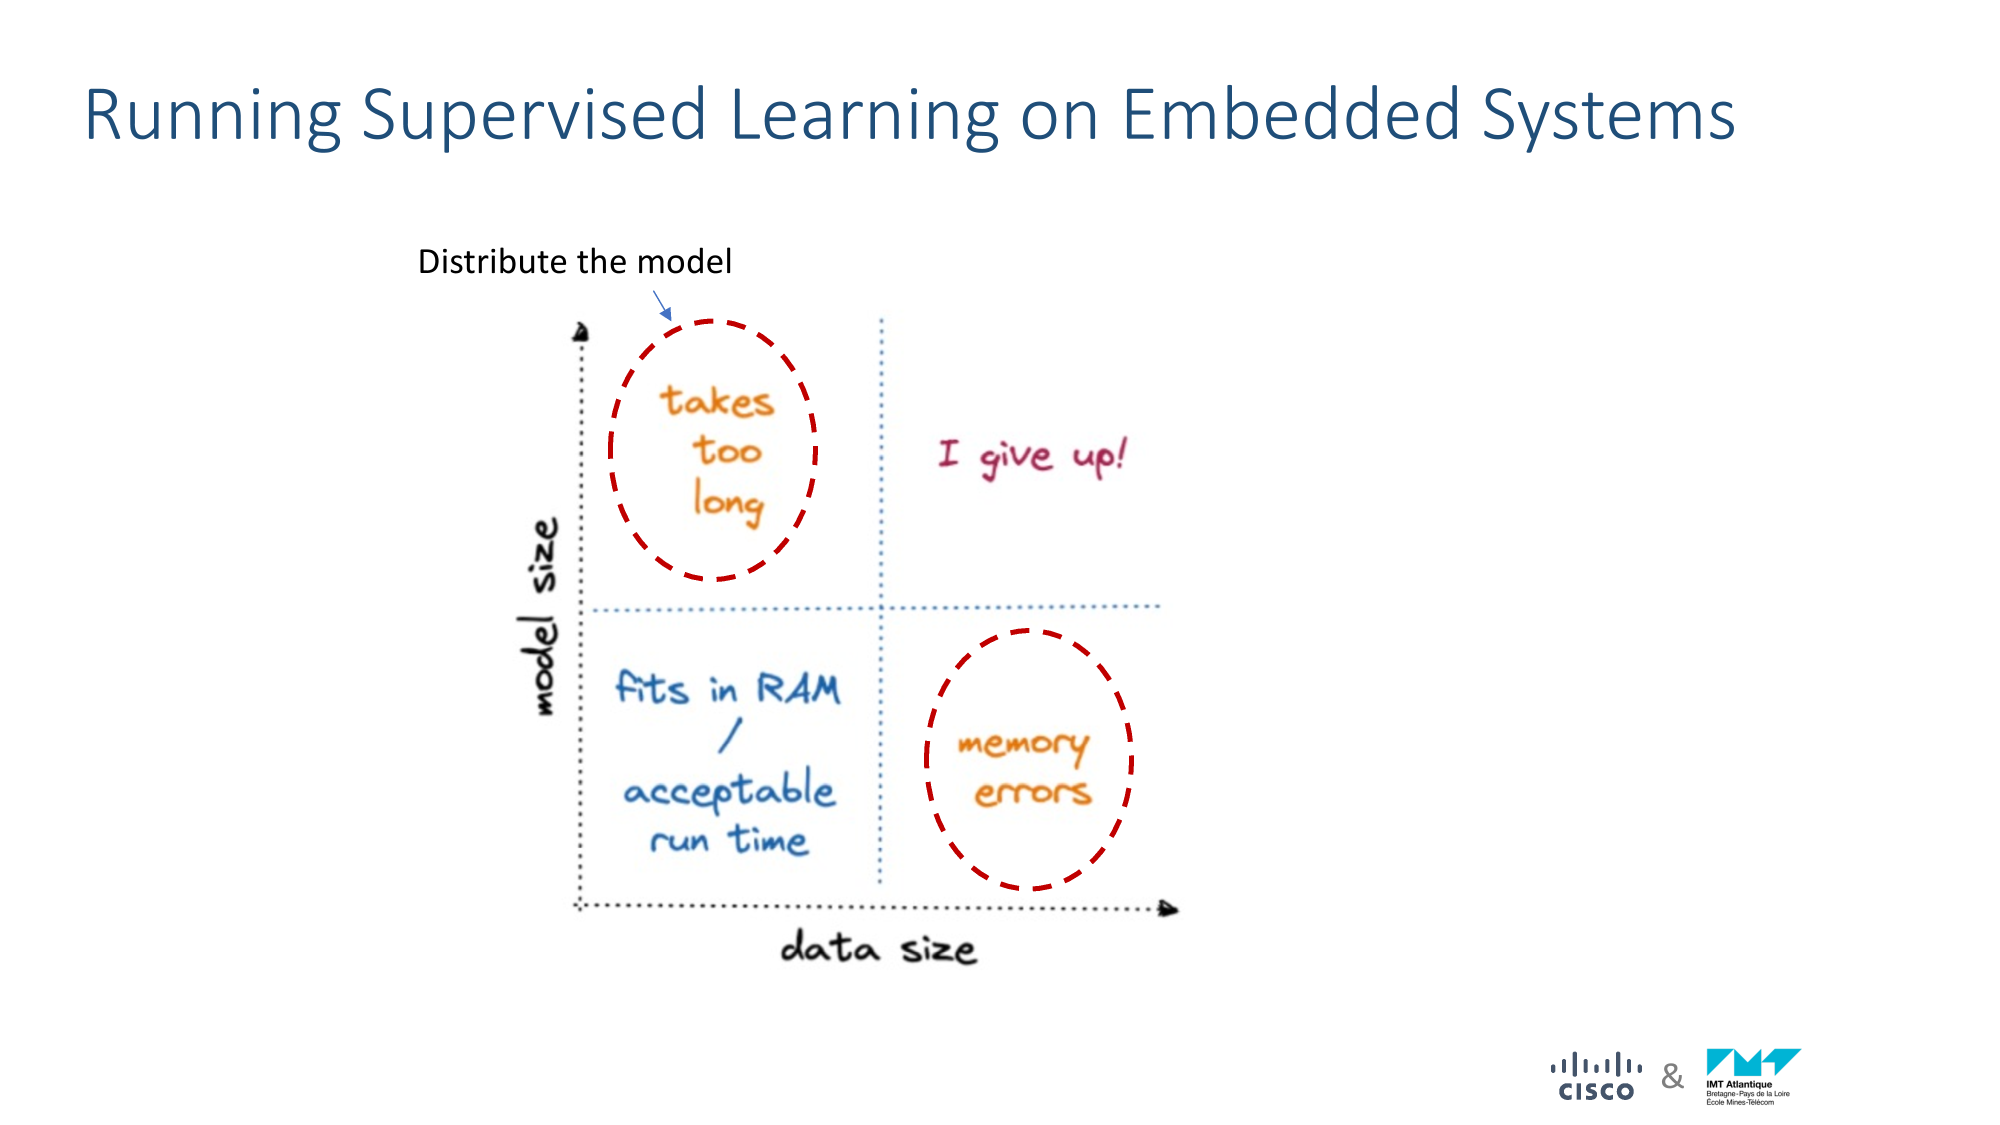 Running Supervised Learning on Embedded Systems
Distribute the model
takes
too
long
I give up!
model size
fits in RAM
/
acceptable
run time
memory
errors
data size
CISCO
&
IMT Atlantique
Bretagne-Pays de la Loire
École Mines-Télécom